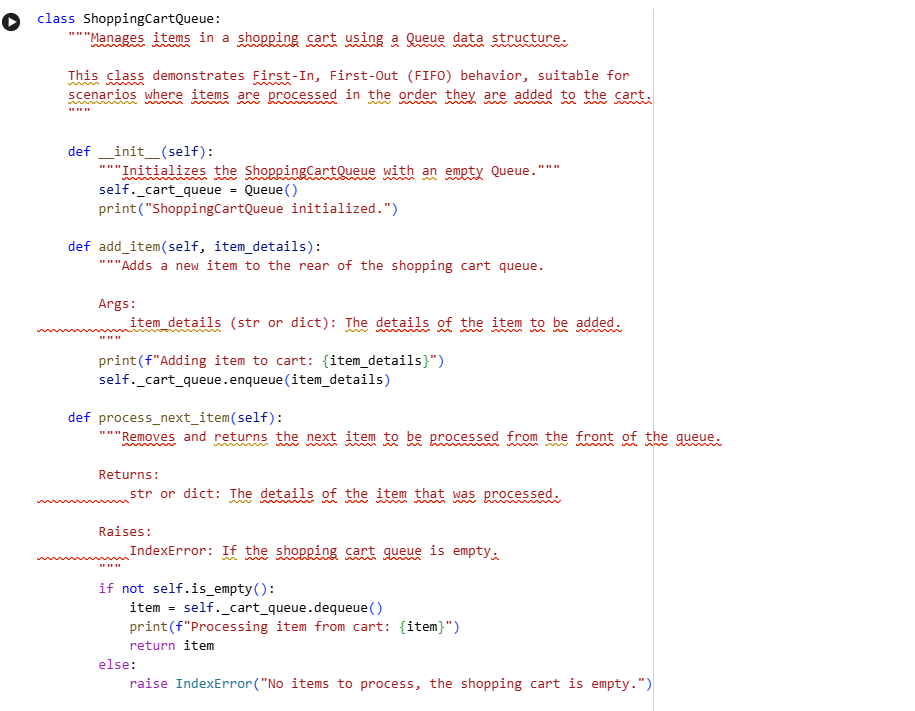 class ShoppingCartQueue:
    """Manages items in a shopping cart using a Queue data structure.

    This class demonstrates First-In, First-Out (FIFO) behavior, suitable for
    scenarios where items are processed in the order they are added to the cart.
    """

    def __init__(self):
        """Initializes the ShoppingCartQueue with an empty Queue."""
        self._cart_queue = Queue()
        print("ShoppingCartQueue initialized.")

    def add_item(self, item_details):
        """Adds a new item to the rear of the shopping cart queue.

        Args:
            item_details (str or dict): The details of the item to be added.
        """
        print(f"Adding item to cart: {item_details}")
        self._cart_queue.enqueue(item_details)

    def process_next_item(self):
        """Removes and returns the next item to be processed from the front of the queue.

        Returns:
            str or dict: The details of the item that was processed.

        Raises:
            IndexError: If the shopping cart queue is empty.
        """
        if not self.is_empty():
            item = self._cart_queue.dequeue()
            print(f"Processing item from cart: {item}")
            return item
        else:
            raise IndexError("No items to process, the shopping cart is empty.")